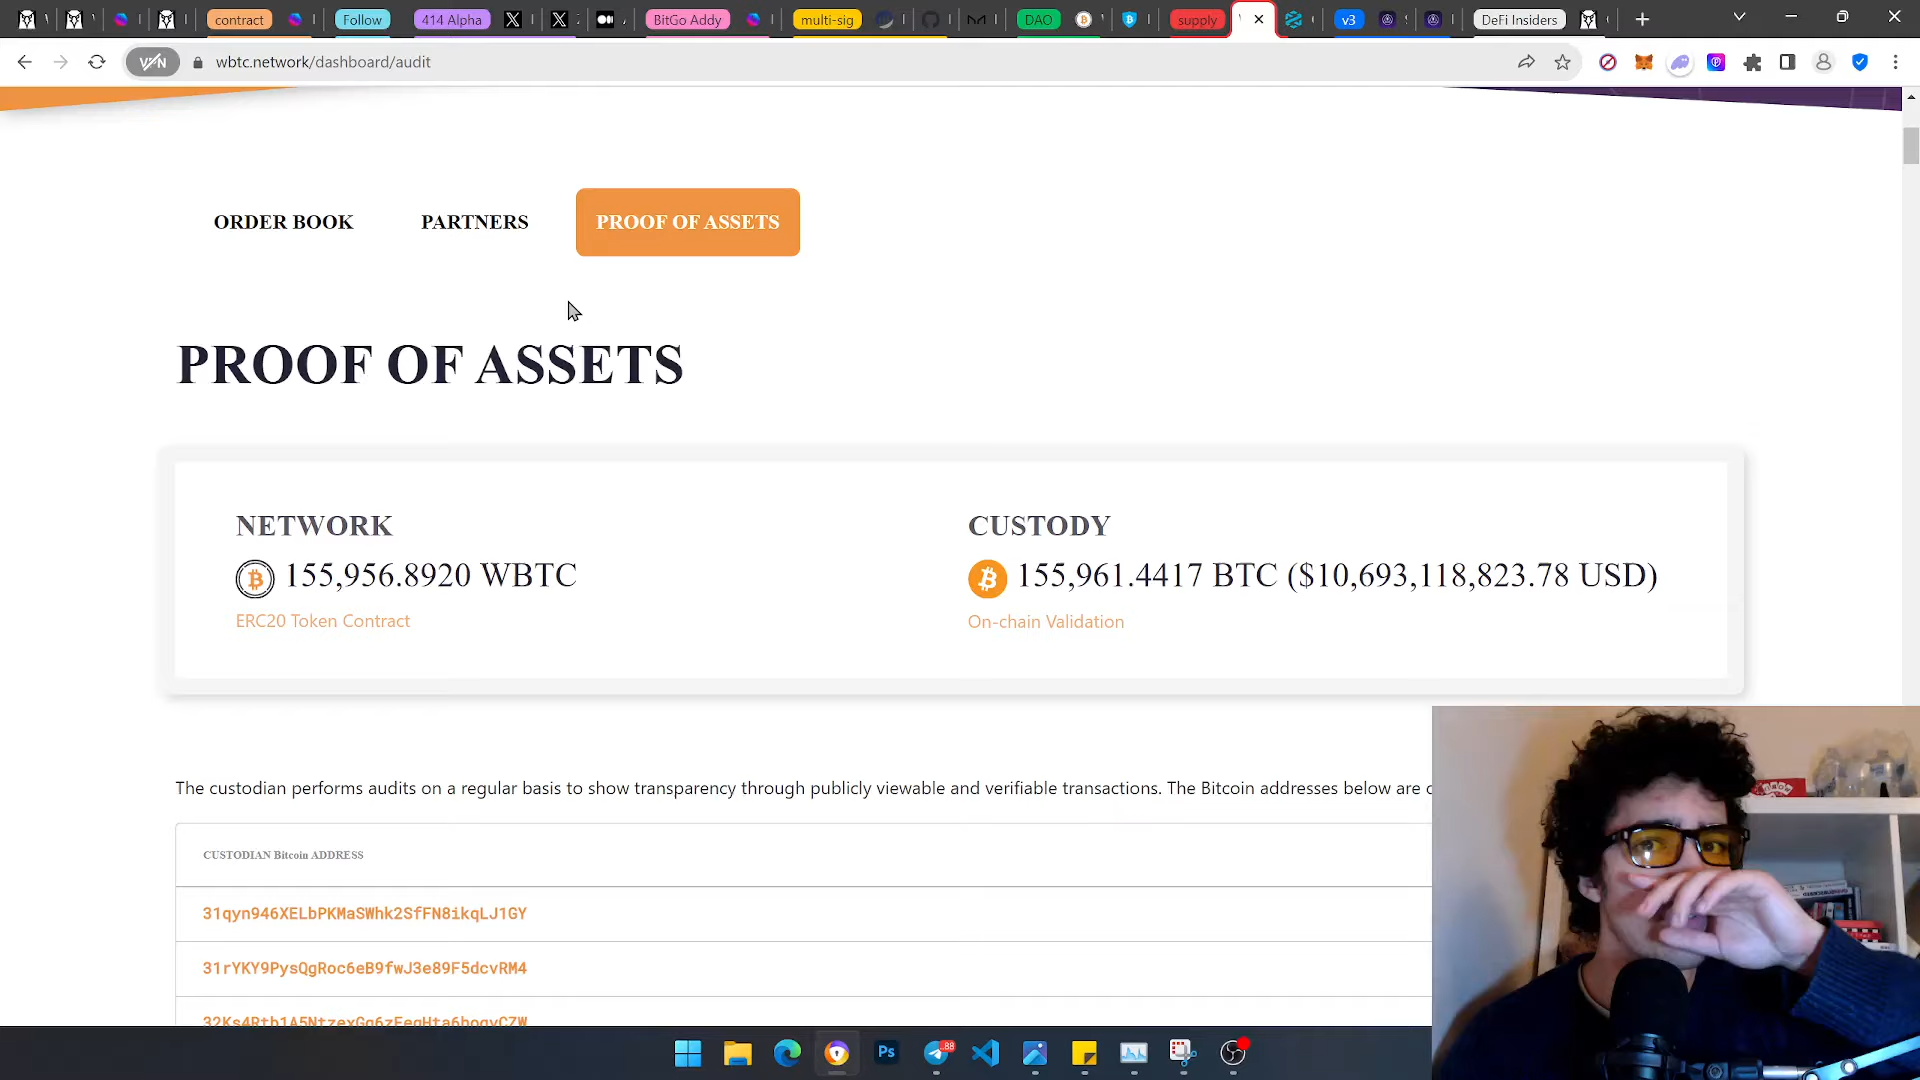 contract
Follow
414 Alpha
BitGo Addy
multi-sig
DAO
supply
v3
DeFi Insiders
VPN
wbtc.network/dashboard/audit
ORDER BOOK
PARTNERS
PROOF OF ASSETS
PROOF OF ASSETS
NETWORK
155,956.8920 WBTC
ERC20 Token Contract
CUSTODY
155,961.4417 BTC ($10,693,118,823.78 USD)
On-chain Validation
The custodian performs audits on a regular basis to show transparency through publicly viewable and verifiable transactions. The Bitcoin addresses below are
CUSTODIAN Bitcoin ADDRESS
31qyn946XELbPKMaSWhk2SfFN8ikqLJ1GY
31rYKY9PysQgRoc6eB9fwJ3e89F5dcvRM4
Ps
88